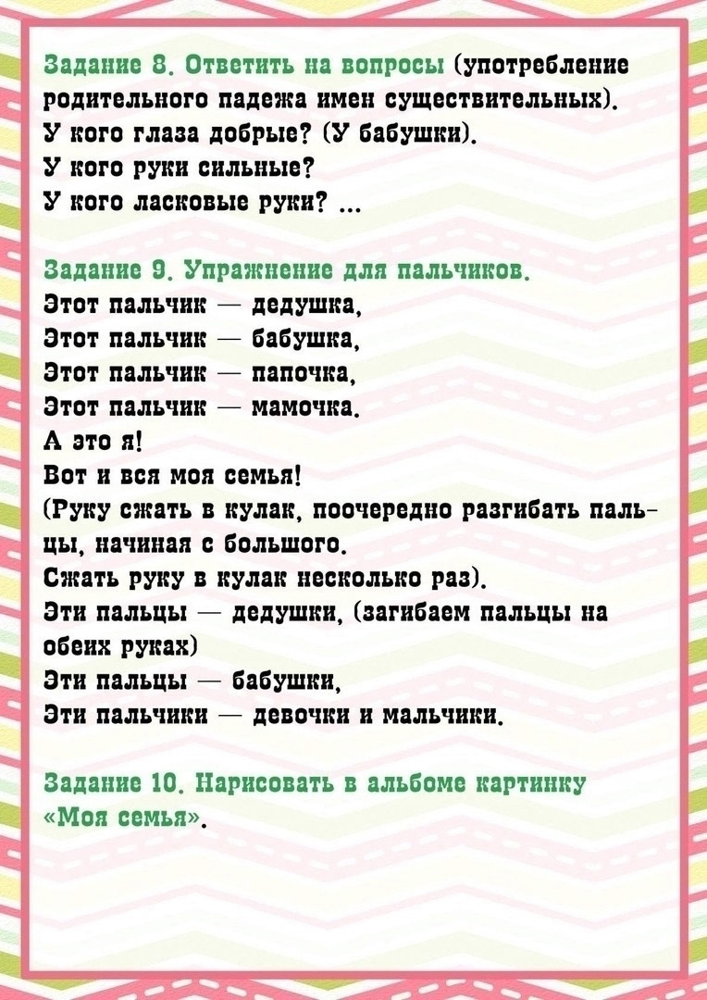 Задание 8. Ответить на вопросы (употребление
родительного падежа имен существительных).
У кого глаза добрые? (У бабушки).
У кого руки сильные?
У кого ласковые руки? ...
Задание 9. Упражнение для пальчиков.
Этот пальчик — дедушка,
Этот пальчик — бабушка,
Этот пальчик — папочка,
Этот пальчик — мамочка.
А это я!
Вот и вся моя семья!
(Руку сжать в кулак, поочередно разгибать паль-
цы, начиная с большого.
Сжать руку в кулак несколько раз).
Эти пальцы — дедушки, (загибаем пальцы на
обеих руках)
Эти пальцы — бабушки,
Эти пальчики — девочки и мальчики.
Задание 10. Нарисовать в альбоме картинку
«Моя семья».